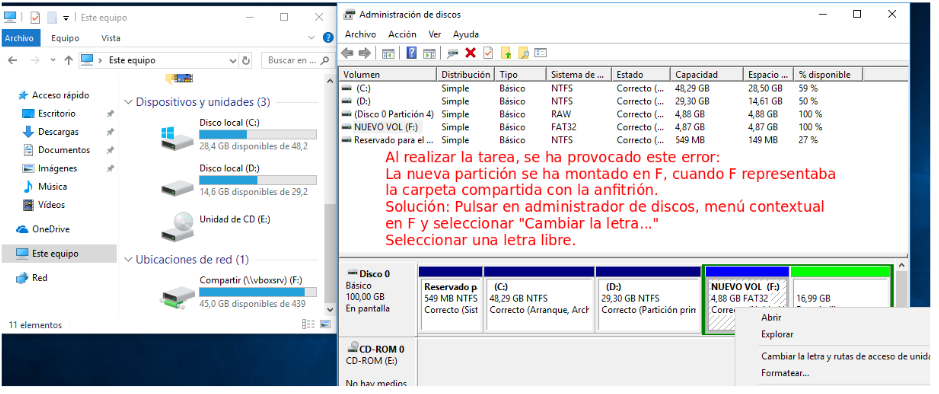 Este equipo
Archivo Equipo Vista
Este equipo
Buscar en ...
Acceso rápido
Escritorio
Descargas
Documentos
Imágenes
Música
Vídeos
OneDrive
Este equipo
Red
Dispositivos y unidades (3)
Disco local (C:)
28,4 GB disponibles de 48,2
Disco local (D:)
14,6 GB disponibles de 29,2
Unidad de CD (E:)
Ubicaciones de red (1)
Compartir (\\vboxsrv) (F:)
45,0 GB disponibles de 439
11 elementos
Administración de discos
Archivo Acción Ver Ayuda
Volumen Distribución Tipo Sistema de ... Estado Capacidad Espacio ... % disponible
(C:) Simple Básico NTFS Correcto (... 48,29 GB 28,50 GB 59 %
(D:) Simple Básico NTFS Correcto (... 29,30 GB 14,61 GB 50 %
(Disco 0 Partición 4) Simple Básico RAW Correcto (... 4,88 GB 4,88 GB 100 %
NUEVO VOL (F:) Simple Básico FAT32 Correcto (... 4,87 GB 4,87 GB 100 %
Reservado para el ... Simple Básico NTFS Correcto (... 549 MB 149 MB 27 %
Al realizar la tarea, se ha provocado este error:
La nueva partición se ha montado en F, cuando F representaba
la carpeta compartida con la anfitrión.
Solución: Pulsar en administrador de discos, menú contextual
en F y seleccionar "Cambiar la letra..."
Seleccionar una letra libre.
Disco 0
Básico
100,00 GB
En pantalla
Reservado p
549 MB NTFS
Correcto (Sist
(C:)
48,29 GB NTFS
Correcto (Arranque, Arch
(D:)
29,30 GB NTFS
Correcto (Partición prin
NUEVO VOL (F:)
4,88 GB FAT32
Correc
16,99 GB
CD-ROM 0
CD-ROM (E:)
No hay medios
Abrir
Explorar
Cambiar la letra y rutas de acceso de unida
Formatear...